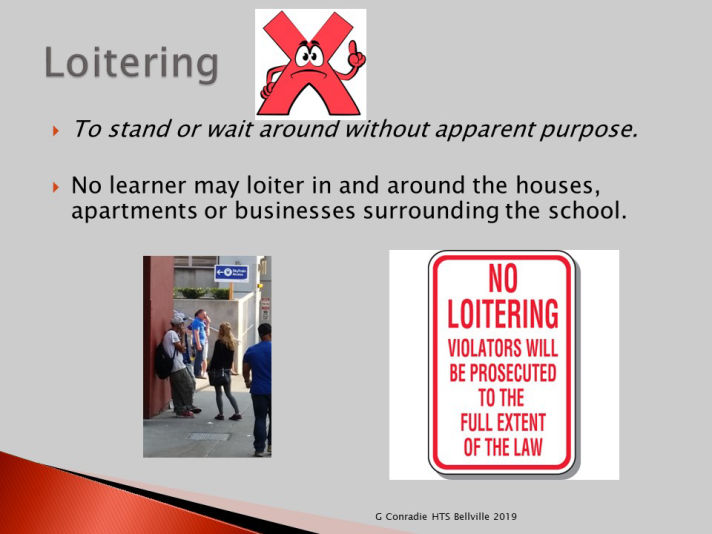 Loitering
To stand or wait around without apparent purpose.
No learner may loiter in and around the houses,
apartments or businesses surrounding the school.
NO
LOITERING
VIOLATORS WILL
BE PROSECUTED
TO THE
FULL EXTENT
OF THE LAW
G Conradie HTS Bellville 2019